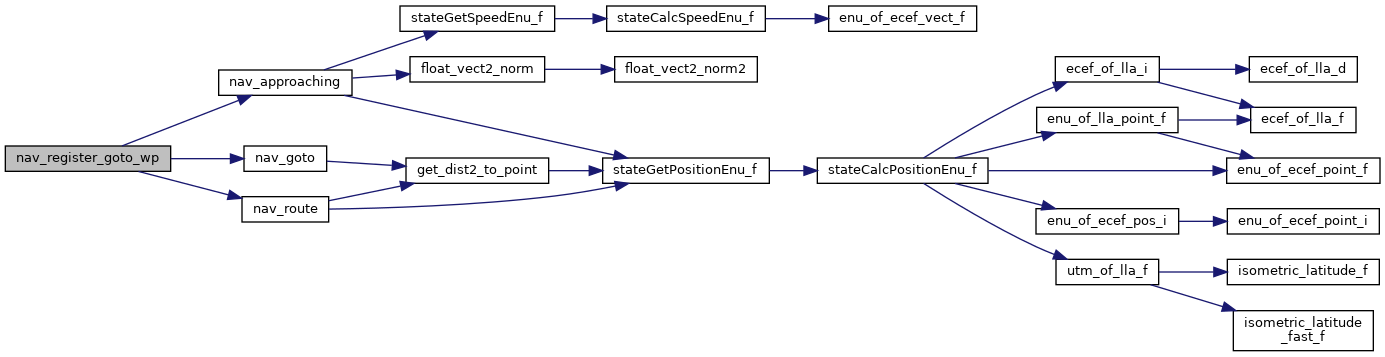 stateGetSpeedEnu_f
stateCalcSpeedEnu_f
enu_of_ecef_vect_f
nav_approaching
float_vect2_norm
float_vect2_norm2
ecef_of_lla_i
ecef_of_lla_d
enu_of_lla_point_f
ecef_of_lla_f
nav_register_goto_wp
nav_goto
get_dist2_to_point
stateGetPositionEnu_f
stateCalcPositionEnu_f
enu_of_ecef_point_f
nav_route
enu_of_ecef_pos_i
enu_of_ecef_point_i
utm_of_lla_f
isometric_latitude_f
isometric_latitude
_fast_f